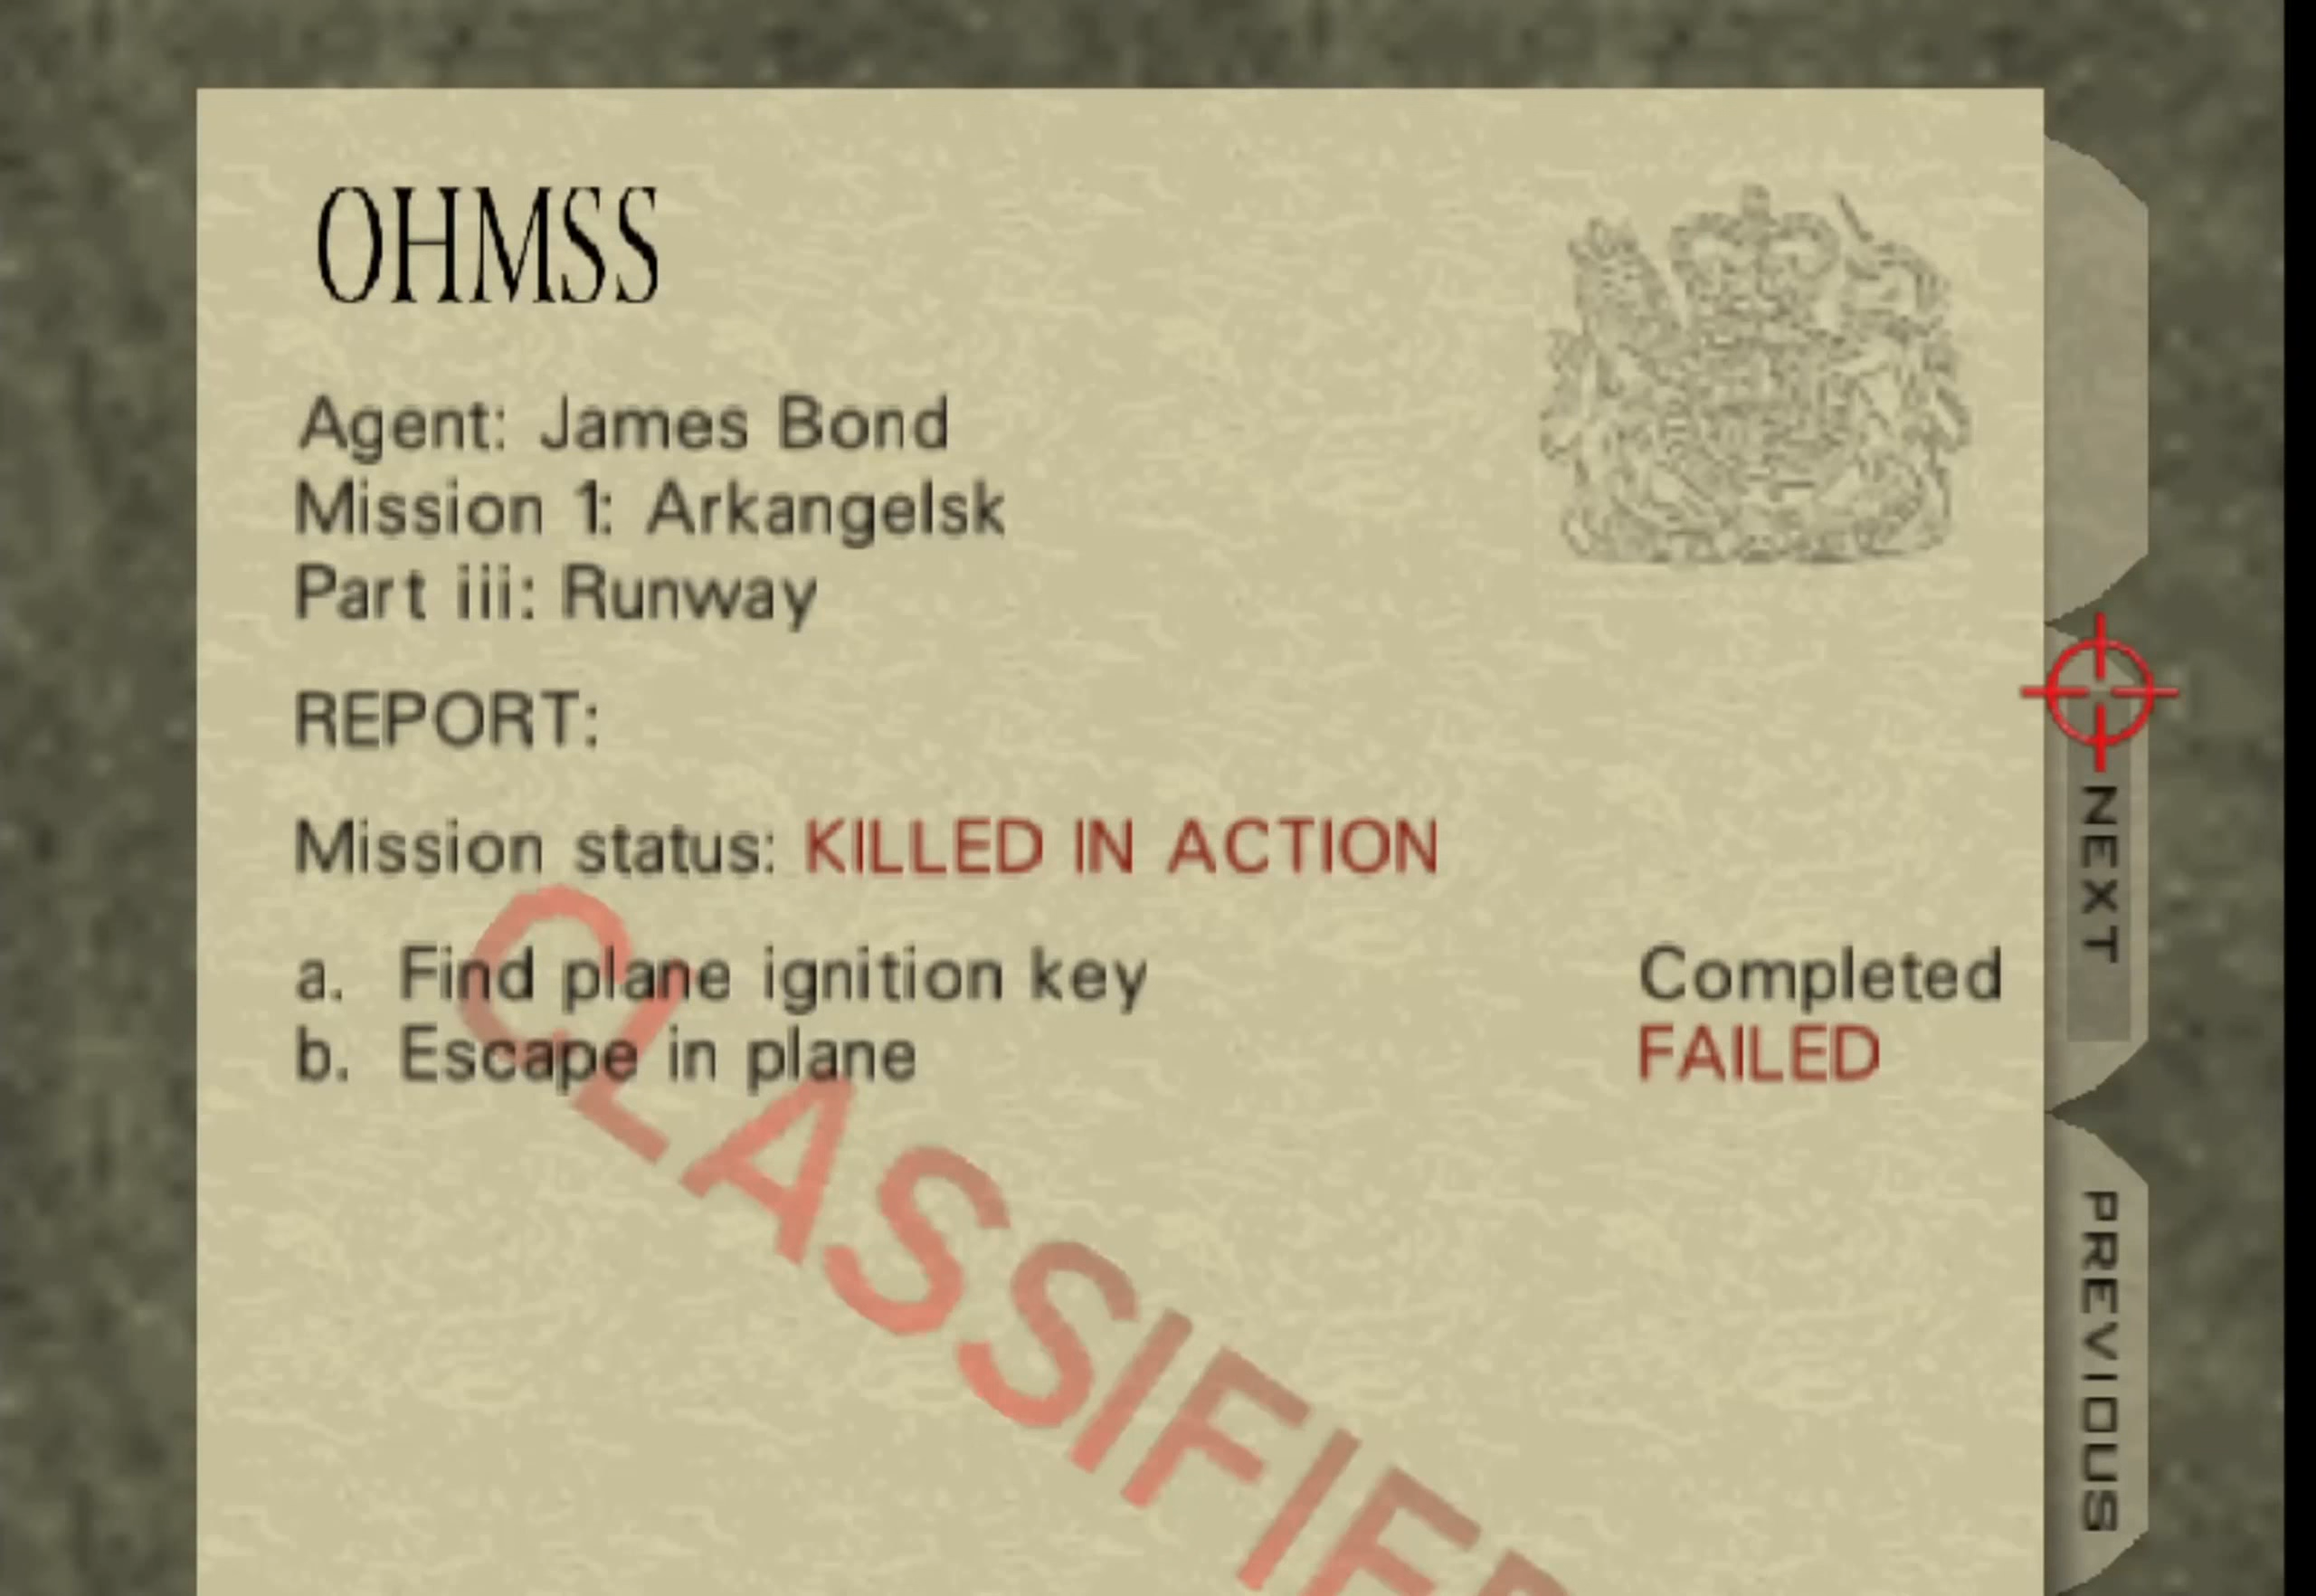 OHMSS
Agent: James Bond
Mission 1: Arkangelsk
Part iii: Runway
REPORT:
Mission status: KILLED IN ACTION
a. Find plane ignition key Completed
b. Escape in plane FAILED
CLASSIFIE
NEXT
PREVIOUS